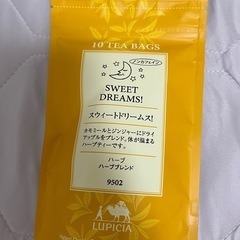 10 TEA BAGS
ノンカフェイン
SWEET
DREAMS!
スウィートドリームス!
カモミールとジンジャーにドライ
アップルをブレンド。体が温まる
ハーブティーです。
ハーブ
ハーブブレンド
9502
LUPICIA